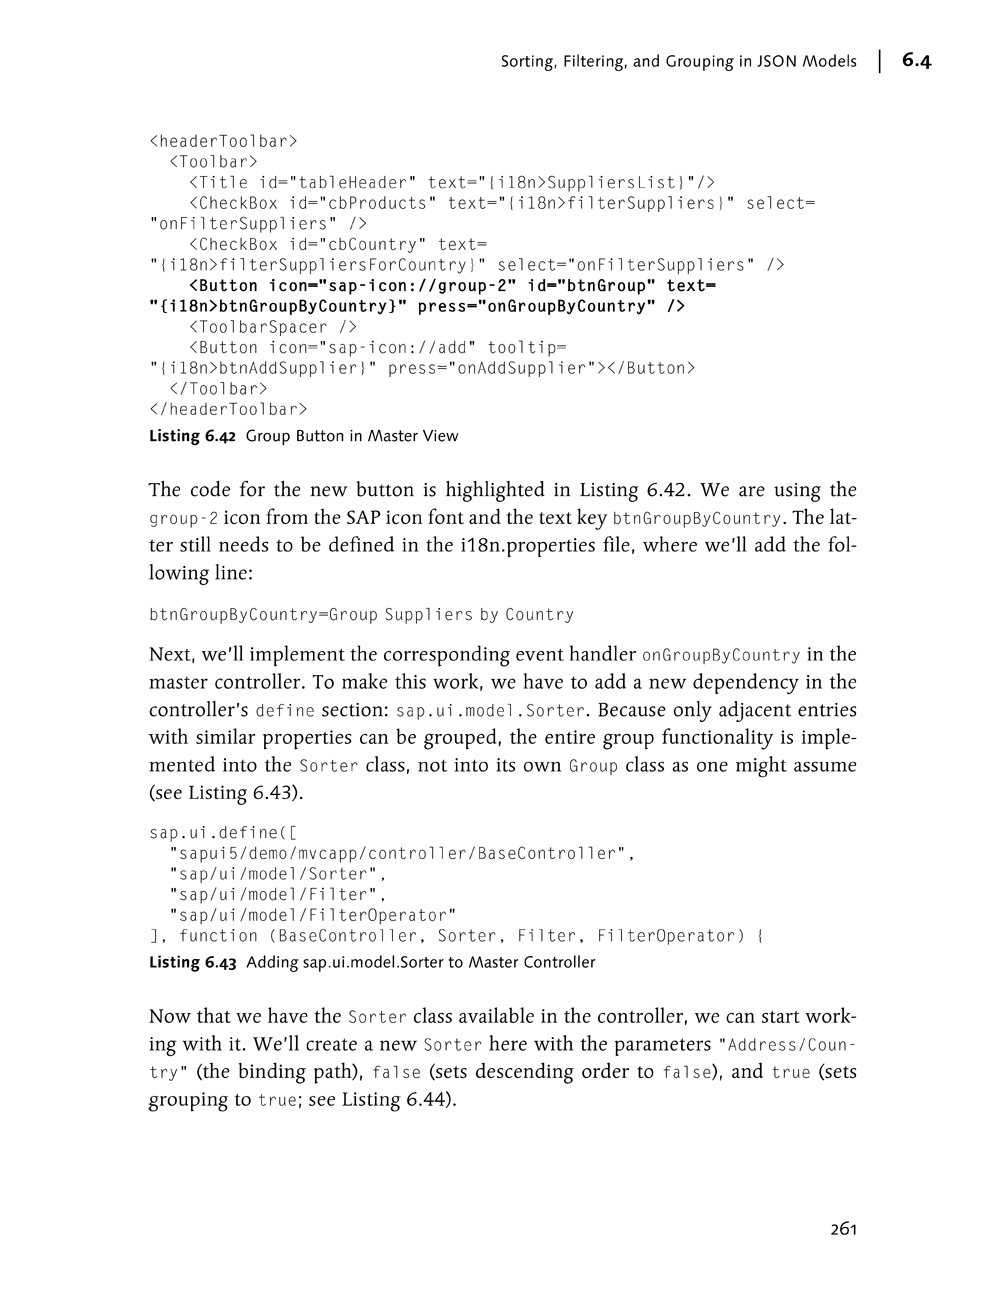 Sorting, Filtering, and Grouping in JSON Models | 6.4
<headerToolbar>
  <Toolbar>
    <Title id="tableHeader" text="{i18n>SuppliersList}"/>
    <CheckBox id="cbProducts" text="{i18n>filterSuppliers}" select=
"onFilterSuppliers" />
    <CheckBox id="cbCountry" text=
"{i18n>filterSuppliersForCountry}" select="onFilterSuppliers" />
    <Button icon="sap-icon://group-2" id="btnGroup" text=
"{i18n>btnGroupByCountry}" press="onGroupByCountry" />
    <ToolbarSpacer />
    <Button icon="sap-icon://add" tooltip=
"{i18n>btnAddSupplier}" press="onAddSupplier"></Button>
  </Toolbar>
</headerToolbar>
Listing 6.42 Group Button in Master View
The code for the new button is highlighted in Listing 6.42. We are using the
group-2 icon from the SAP icon font and the text key btnGroupByCountry. The lat-
ter still needs to be defined in the i18n.properties file, where we'll add the fol-
lowing line:
btnGroupByCountry=Group Suppliers by Country
Next, we'll implement the corresponding event handler onGroupByCountry in the
master controller. To make this work, we have to add a new dependency in the
controller's define section: sap.ui.model.Sorter. Because only adjacent entries
with similar properties can be grouped, the entire group functionality is imple-
mented into the Sorter class, not into its own Group class as one might assume
(see Listing 6.43).
sap.ui.define([
  "sapui5/demo/mvcapp/controller/BaseController",
  "sap/ui/model/Sorter",
  "sap/ui/model/Filter",
  "sap/ui/model/FilterOperator"
], function (BaseController, Sorter, Filter, FilterOperator) {
Listing 6.43 Adding sap.ui.model.Sorter to Master Controller
Now that we have the Sorter class available in the controller, we can start work-
ing with it. We'll create a new Sorter here with the parameters "Address/Coun-
try" (the binding path), false (sets descending order to false), and true (sets
grouping to true; see Listing 6.44).
261